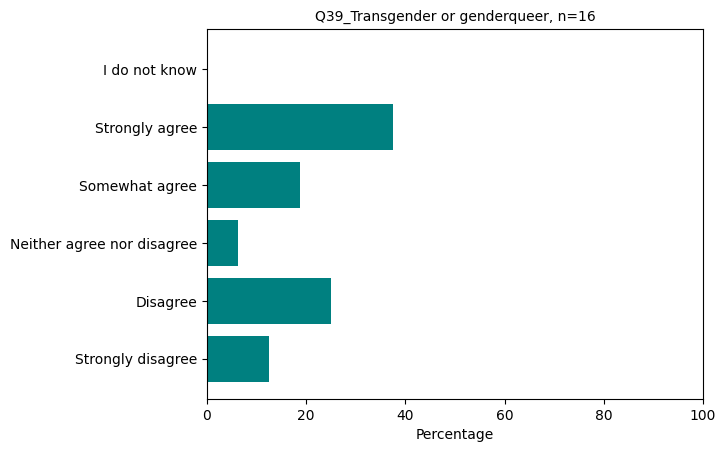 Q39_Transgender or genderqueer, n=16
I do not know
Strongly agree
Somewhat agree
Neither agree nor disagree
Disagree
Strongly disagree
0 20 40 60 80 100
Percentage